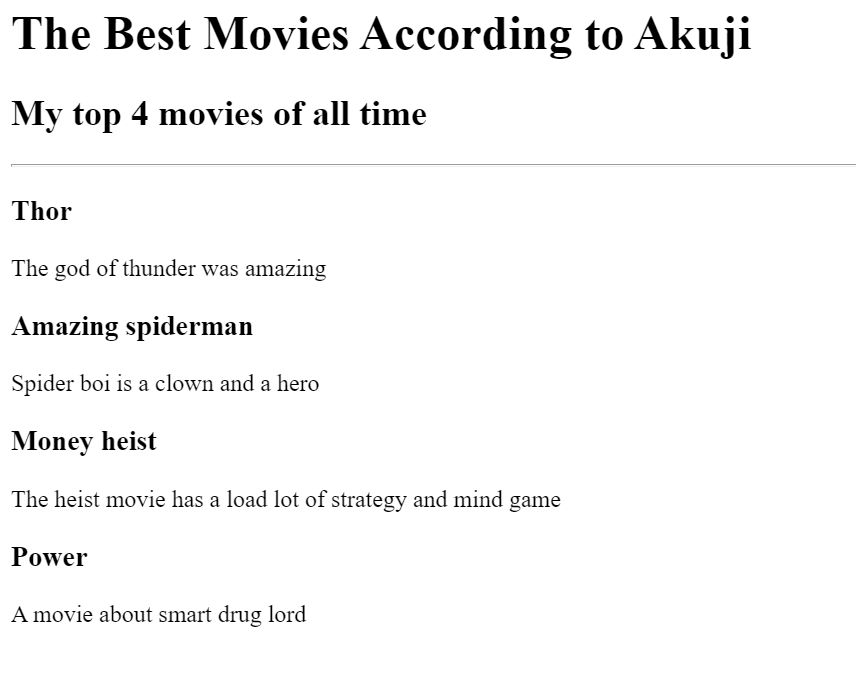 The Best Movies According to Akuji
My top 4 movies of all time
Thor
The god of thunder was amazing
Amazing spiderman
Spider boi is a clown and a hero
Money heist
The heist movie has a load lot of strategy and mind game
Power
A movie about smart drug lord